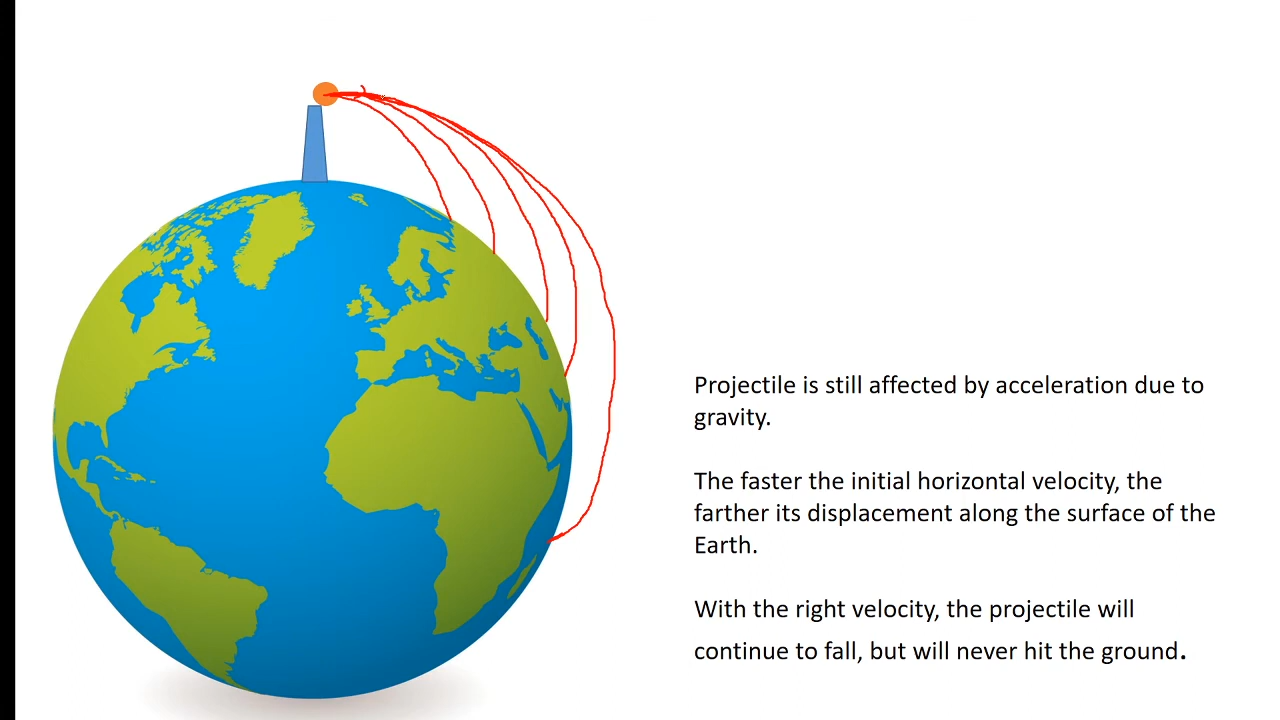 Projectile is still affected by acceleration due to
gravity.
The faster the initial horizontal velocity, the
farther its displacement along the surface of the
Earth.
With the right velocity, the projectile will
continue to fall, but will never hit the ground.